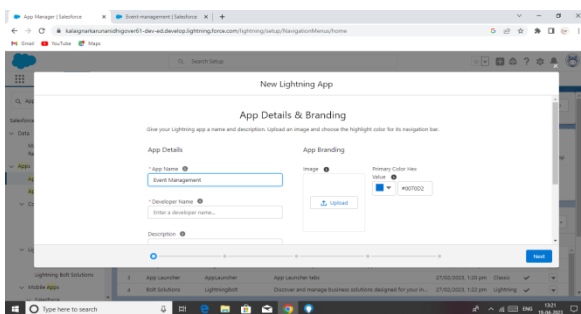 App Manager | Salesforce
Event-management | Salesforce
kalaignarkarunanidhigover61-dev-ed.develop.lightning.force.com/lightning/setup/NavigationMenus/home
Gmail
YouTube
Maps
Search Setup
New Lightning App
App Details & Branding
Give your Lightning app a name and description. Upload an image and choose the highlight color for its navigation bar.
App Details
App Branding
* App Name
Image
Primary Color Hex
Value
Event Management
#0070D2
* Developer Name
Upload
Enter a developer name...
Description
Next
Lightning Bolt Solutions
3 App Launcher AppLauncher App Launcher tabs 27/02/2023, 1:20 pm Classic
Mobile Apps
4 Bolt Solutions LightningBolt Discover and manage business solutions designed for your in... 27/02/2023, 1:22 pm Lightning
Type here to search
ENG
13:21